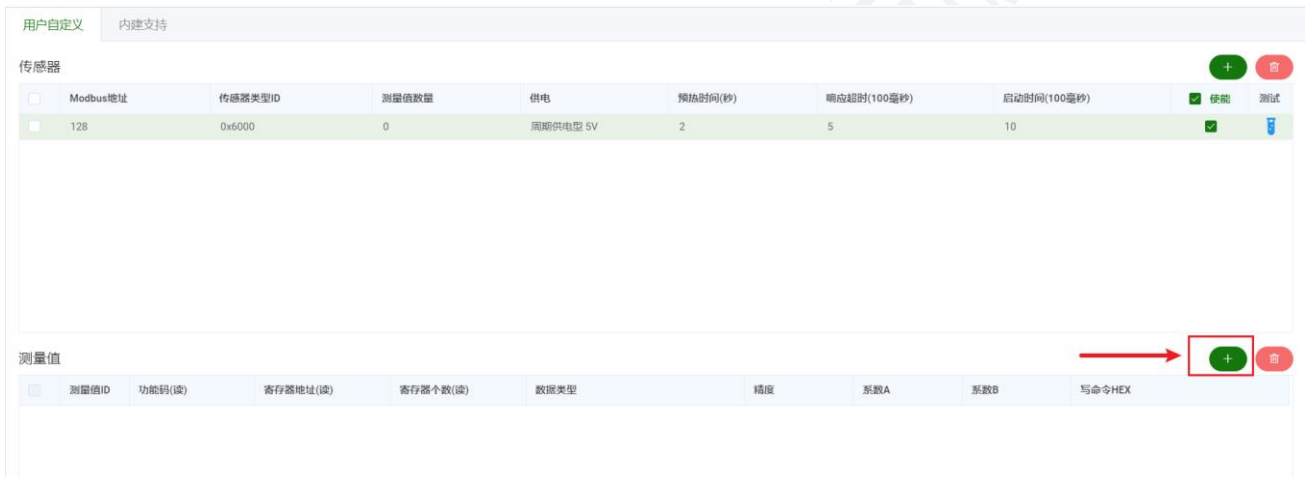 用户自定义 内建支持
传感器
Modbus地址 传感器类型ID 测量值数量 供电 预热时间(秒) 响应超时(100毫秒) 启动时间(100毫秒) 使能 测试
128 0x6000 0 周期供电型 5V 2 5 10
测量值
测量值ID 功能码(读) 寄存器地址(读) 寄存器个数(读) 数据类型 精度 系数A 系数B 写命令HEX